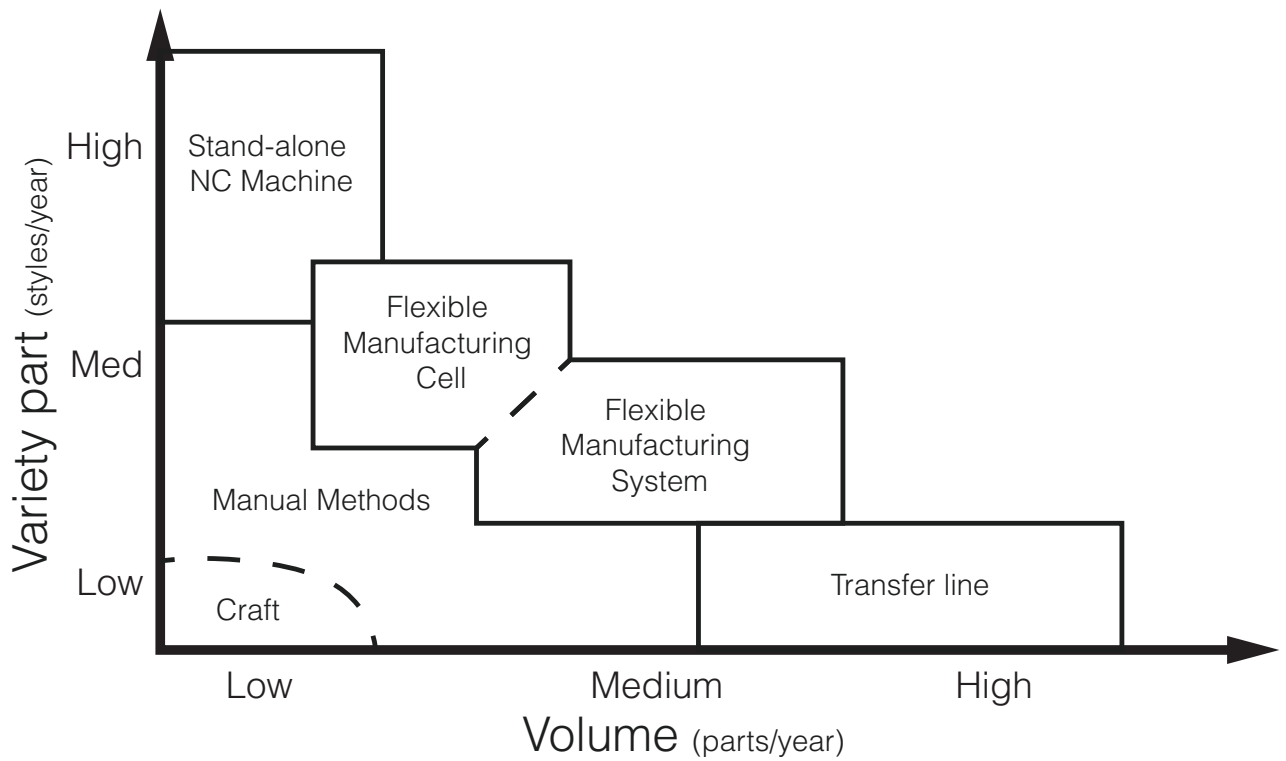 High
Stand-alone
NC Machine
Variety part (styles/year)
Flexible
Manufacturing
Cell
Med
Flexible
Manufacturing
System
Manual Methods
Low
Craft
Transfer line
Low
Medium
High
Volume (parts/year)